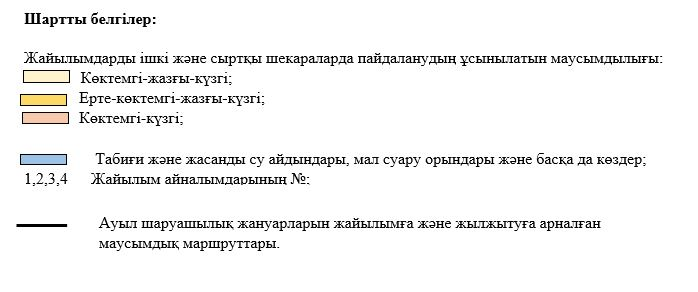 Шартты белгілер:
Жайылымдарды ішкі және сыртқы шекараларда пайдаланудың ұсынылатын маусымдылығы:
Көктемгі-жазғы-күзгі;
Ерте-көктемгі-жазғы-күзгі;
Көктемгі-күзгі;
Табиғи және жасанды су айдындары, мал суару орындары және басқа да көздер;
1,2,3,4 Жайылым айналымдарының №;
Ауыл шаруашылық жануарларын жайылымға және жылжытуға арналған
маусымдық маршруттары.